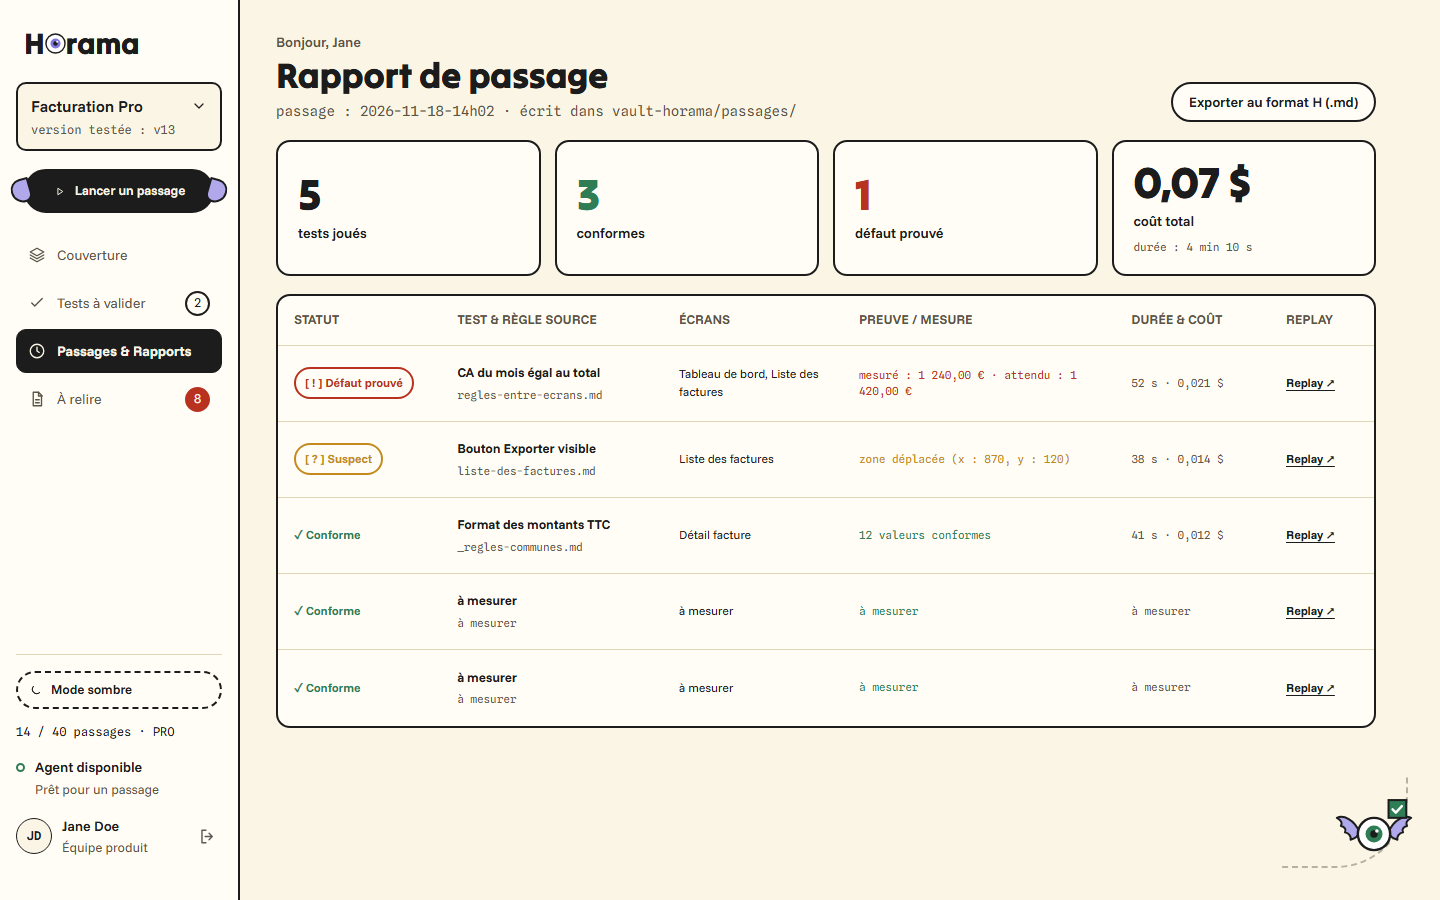 Horama
Facturation Pro
version testée : v13
Lancer un passage
Couverture
Tests à valider 2
Passages & Rapports
À relire 8
Mode sombre
14 / 40 passages · PRO
Agent disponible
Prêt pour un passage
JD
Jane Doe
Équipe produit
Bonjour, Jane
Rapport de passage
passage : 2026-11-18-14h02 · écrit dans vault-horama/passages/
Exporter au format H (.md)
5
tests joués
3
conformes
1
défaut prouvé
0,07 $
coût total
durée : 4 min 10 s
STATUT TEST & RÈGLE SOURCE ÉCRANS PREUVE / MESURE DURÉE & COÛT REPLAY
[ ! ] Défaut prouvé
CA du mois égal au total
regles-entre-ecrans.md
Tableau de bord, Liste des
factures
mesuré : 1 240,00 € · attendu : 1
420,00 €
52 s · 0,021 $
Replay ↗
[ ? ] Suspect
Bouton Exporter visible
liste-des-factures.md
Liste des factures
zone déplacée (x : 870, y : 120)
38 s · 0,014 $
Replay ↗
✓ Conforme
Format des montants TTC
_regles-communes.md
Détail facture
12 valeurs conformes
41 s · 0,012 $
Replay ↗
✓ Conforme
à mesurer
à mesurer
à mesurer
à mesurer
à mesurer
Replay ↗
✓ Conforme
à mesurer
à mesurer
à mesurer
à mesurer
à mesurer
Replay ↗